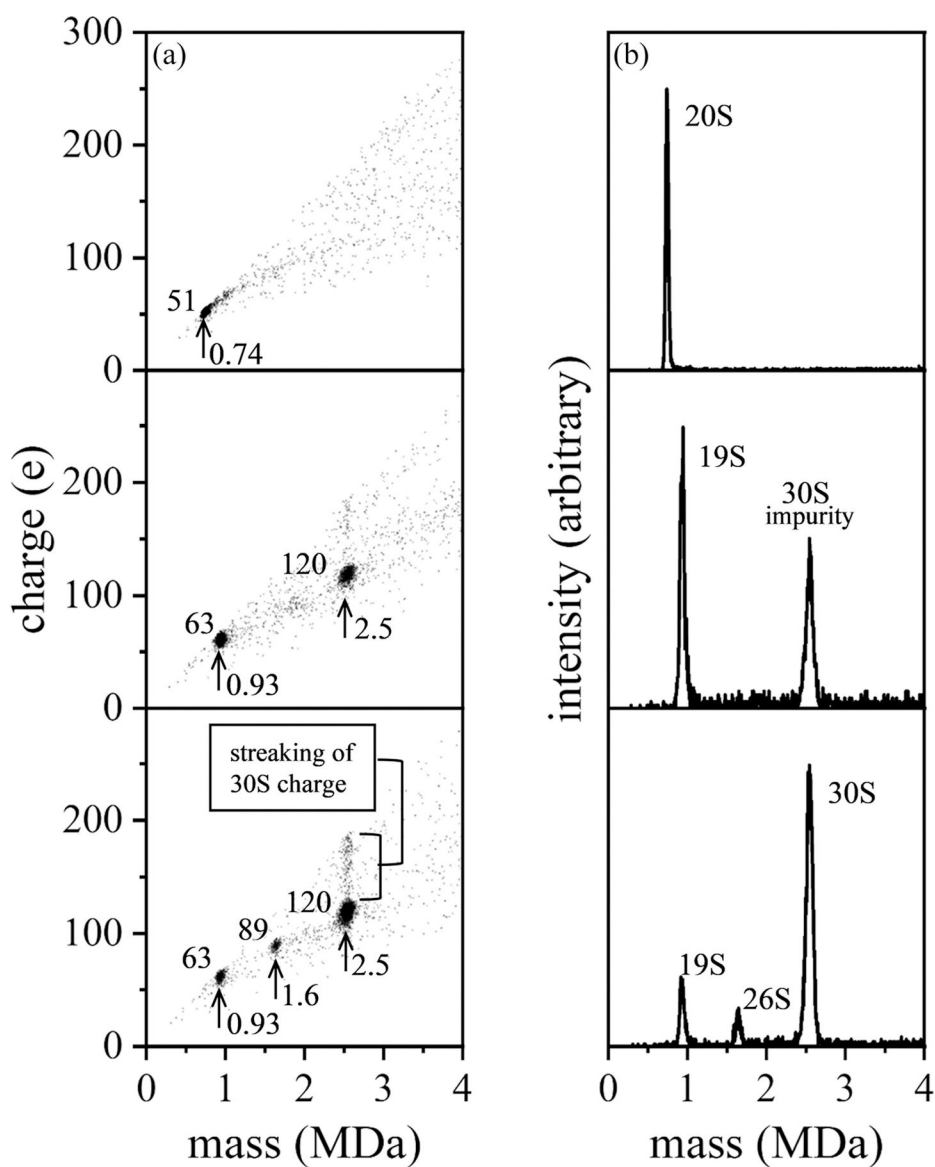 (a)
300
200
100
0
51
0.74
(b)
20S
200
100
0
120
63
2.5
0.93
19S
30S
impurity
streaking of
30S charge
200
100
0
120
89
63
2.5
1.6
0.93
30S
19S
26S
0 1 2 3 4
0 1 2 3 4
charge (e)
intensity (arbitrary)
mass (MDa)
mass (MDa)